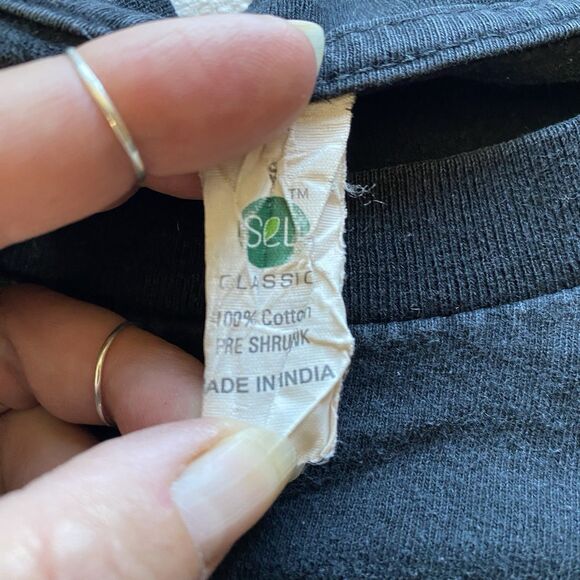 TM
SeL
CLASSIC
100% Cotton
PRE SHRUNK
ADE IN INDIA